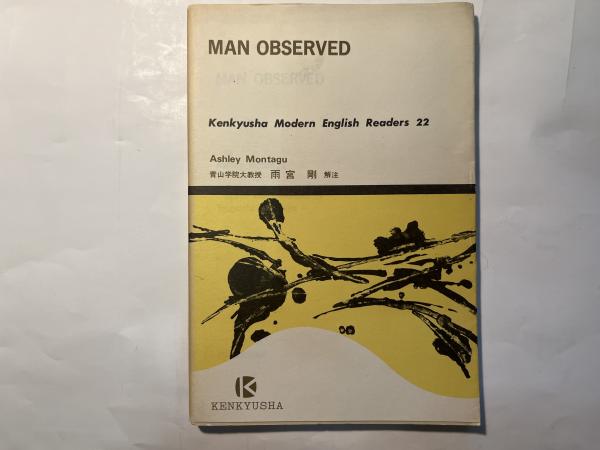 MAN OBSERVED
MAN OBSERVED
Kenkyusha Modern English Readers 22
Ashley Montagu
青山学院大教授 雨宮 剛 解注
KENKYUSHA